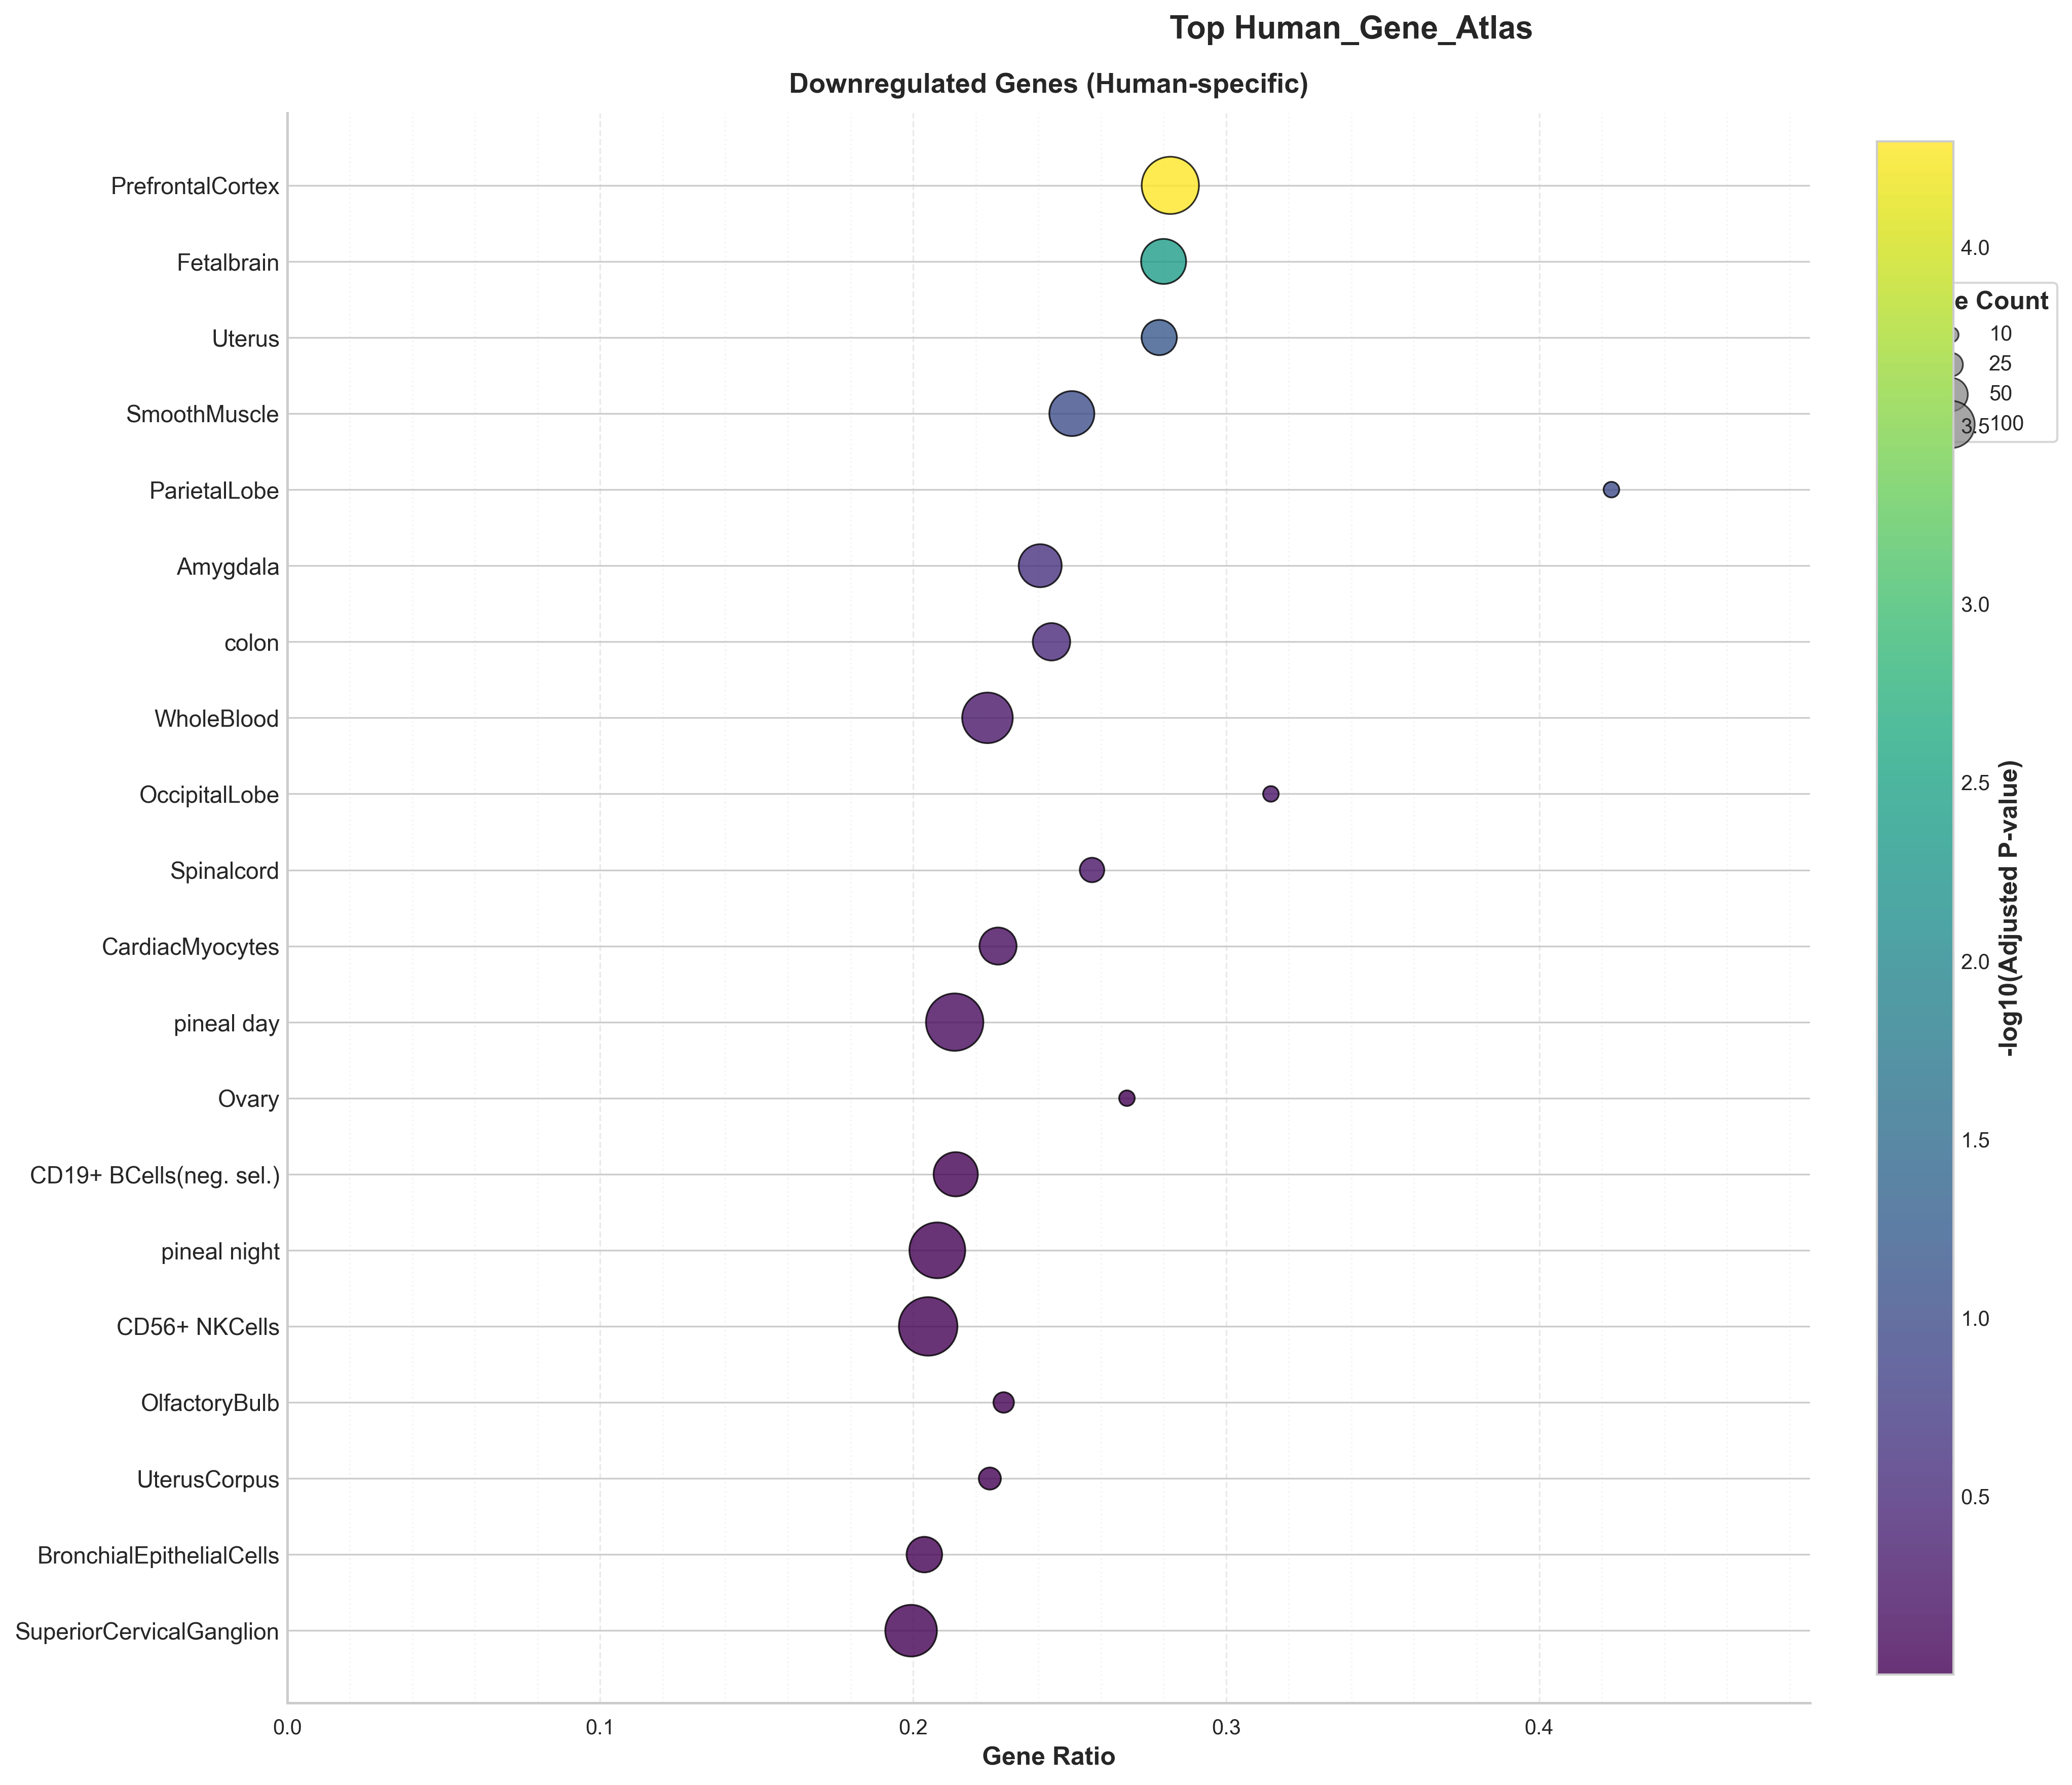 Top Human_Gene_Atlas
Downregulated Genes (Human-specific)
PrefrontalCortex
Fetalbrain
Uterus
SmoothMuscle
ParietalLobe
Amygdala
colon
WholeBlood
OccipitalLobe
Spinalcord
CardiacMyocytes
pineal day
Ovary
CD19+ BCells(neg. sel.)
pineal night
CD56+ NKCells
OlfactoryBulb
UterusCorpus
BronchialEpithelialCells
SuperiorCervicalGanglion
0.0 0.1 0.2 0.3 0.4
Gene Ratio
e Count
10
25
50
100
4.0
3.5
3.0
2.5
2.0
1.5
1.0
0.5
-log10(Adjusted P-value)